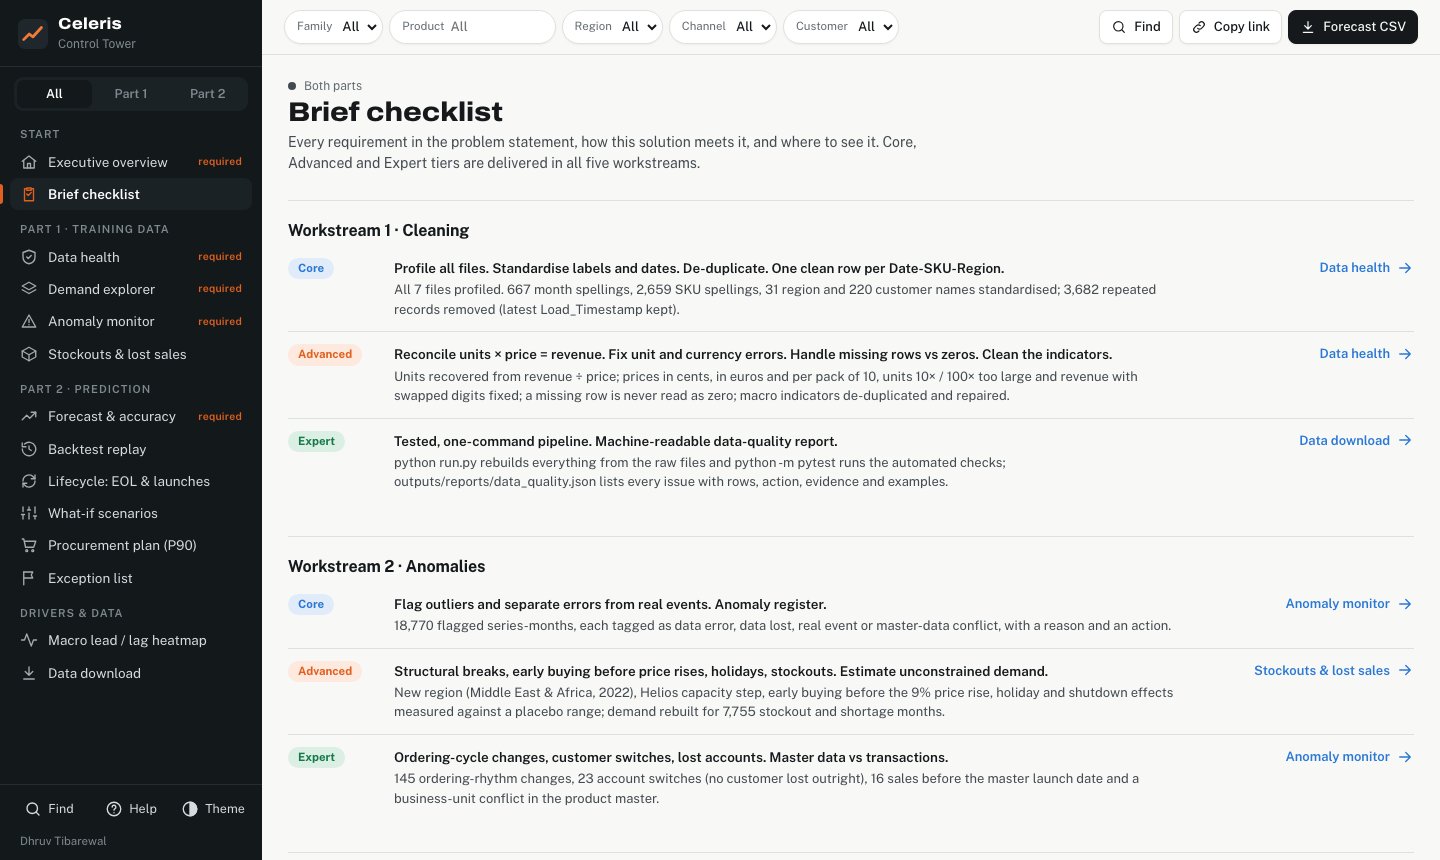 Celeris
Control Tower
All
Part 1
Part 2
START
Executive overview required
Brief checklist
PART 1 · TRAINING DATA
Data health required
Demand explorer required
Anomaly monitor required
Stockouts & lost sales
PART 2 · PREDICTION
Forecast & accuracy required
Backtest replay
Lifecycle: EOL & launches
What-if scenarios
Procurement plan (P90)
Exception list
DRIVERS & DATA
Macro lead / lag heatmap
Data download
Find
Help
Theme
Dhruv Tibarewal
Family All
Product All
Region All
Channel All
Customer All
Find
Copy link
Forecast CSV
Both parts
Brief checklist
Every requirement in the problem statement, how this solution meets it, and where to see it. Core,
Advanced and Expert tiers are delivered in all five workstreams.
Workstream 1 · Cleaning
Core
Profile all files. Standardise labels and dates. De-duplicate. One clean row per Date-SKU-Region.
Data health →
All 7 files profiled. 667 month spellings, 2,659 SKU spellings, 31 region and 220 customer names standardised; 3,682 repeated
records removed (latest Load_Timestamp kept).
Advanced
Reconcile units × price = revenue. Fix unit and currency errors. Handle missing rows vs zeros. Clean the indicators.
Data health →
Units recovered from revenue ÷ price; prices in cents, in euros and per pack of 10, units 10× / 100× too large and revenue with
swapped digits fixed; a missing row is never read as zero; macro indicators de-duplicated and repaired.
Expert
Tested, one-command pipeline. Machine-readable data-quality report.
Data download →
python run.py rebuilds everything from the raw files and python -m pytest runs the automated checks;
outputs/reports/data_quality.json lists every issue with rows, action, evidence and examples.
Workstream 2 · Anomalies
Core
Flag outliers and separate errors from real events. Anomaly register.
Anomaly monitor →
18,770 flagged series-months, each tagged as data error, data lost, real event or master-data conflict, with a reason and an action.
Advanced
Structural breaks, early buying before price rises, holidays, stockouts. Estimate unconstrained demand.
Stockouts & lost sales →
New region (Middle East & Africa, 2022), Helios capacity step, early buying before the 9% price rise, holiday and shutdown effects
measured against a placebo range; demand rebuilt for 7,755 stockout and shortage months.
Expert
Ordering-cycle changes, customer switches, lost accounts. Master data vs transactions.
Anomaly monitor →
145 ordering-rhythm changes, 23 account switches (no customer lost outright), 16 sales before the master launch date and a
business-unit conflict in the product master.